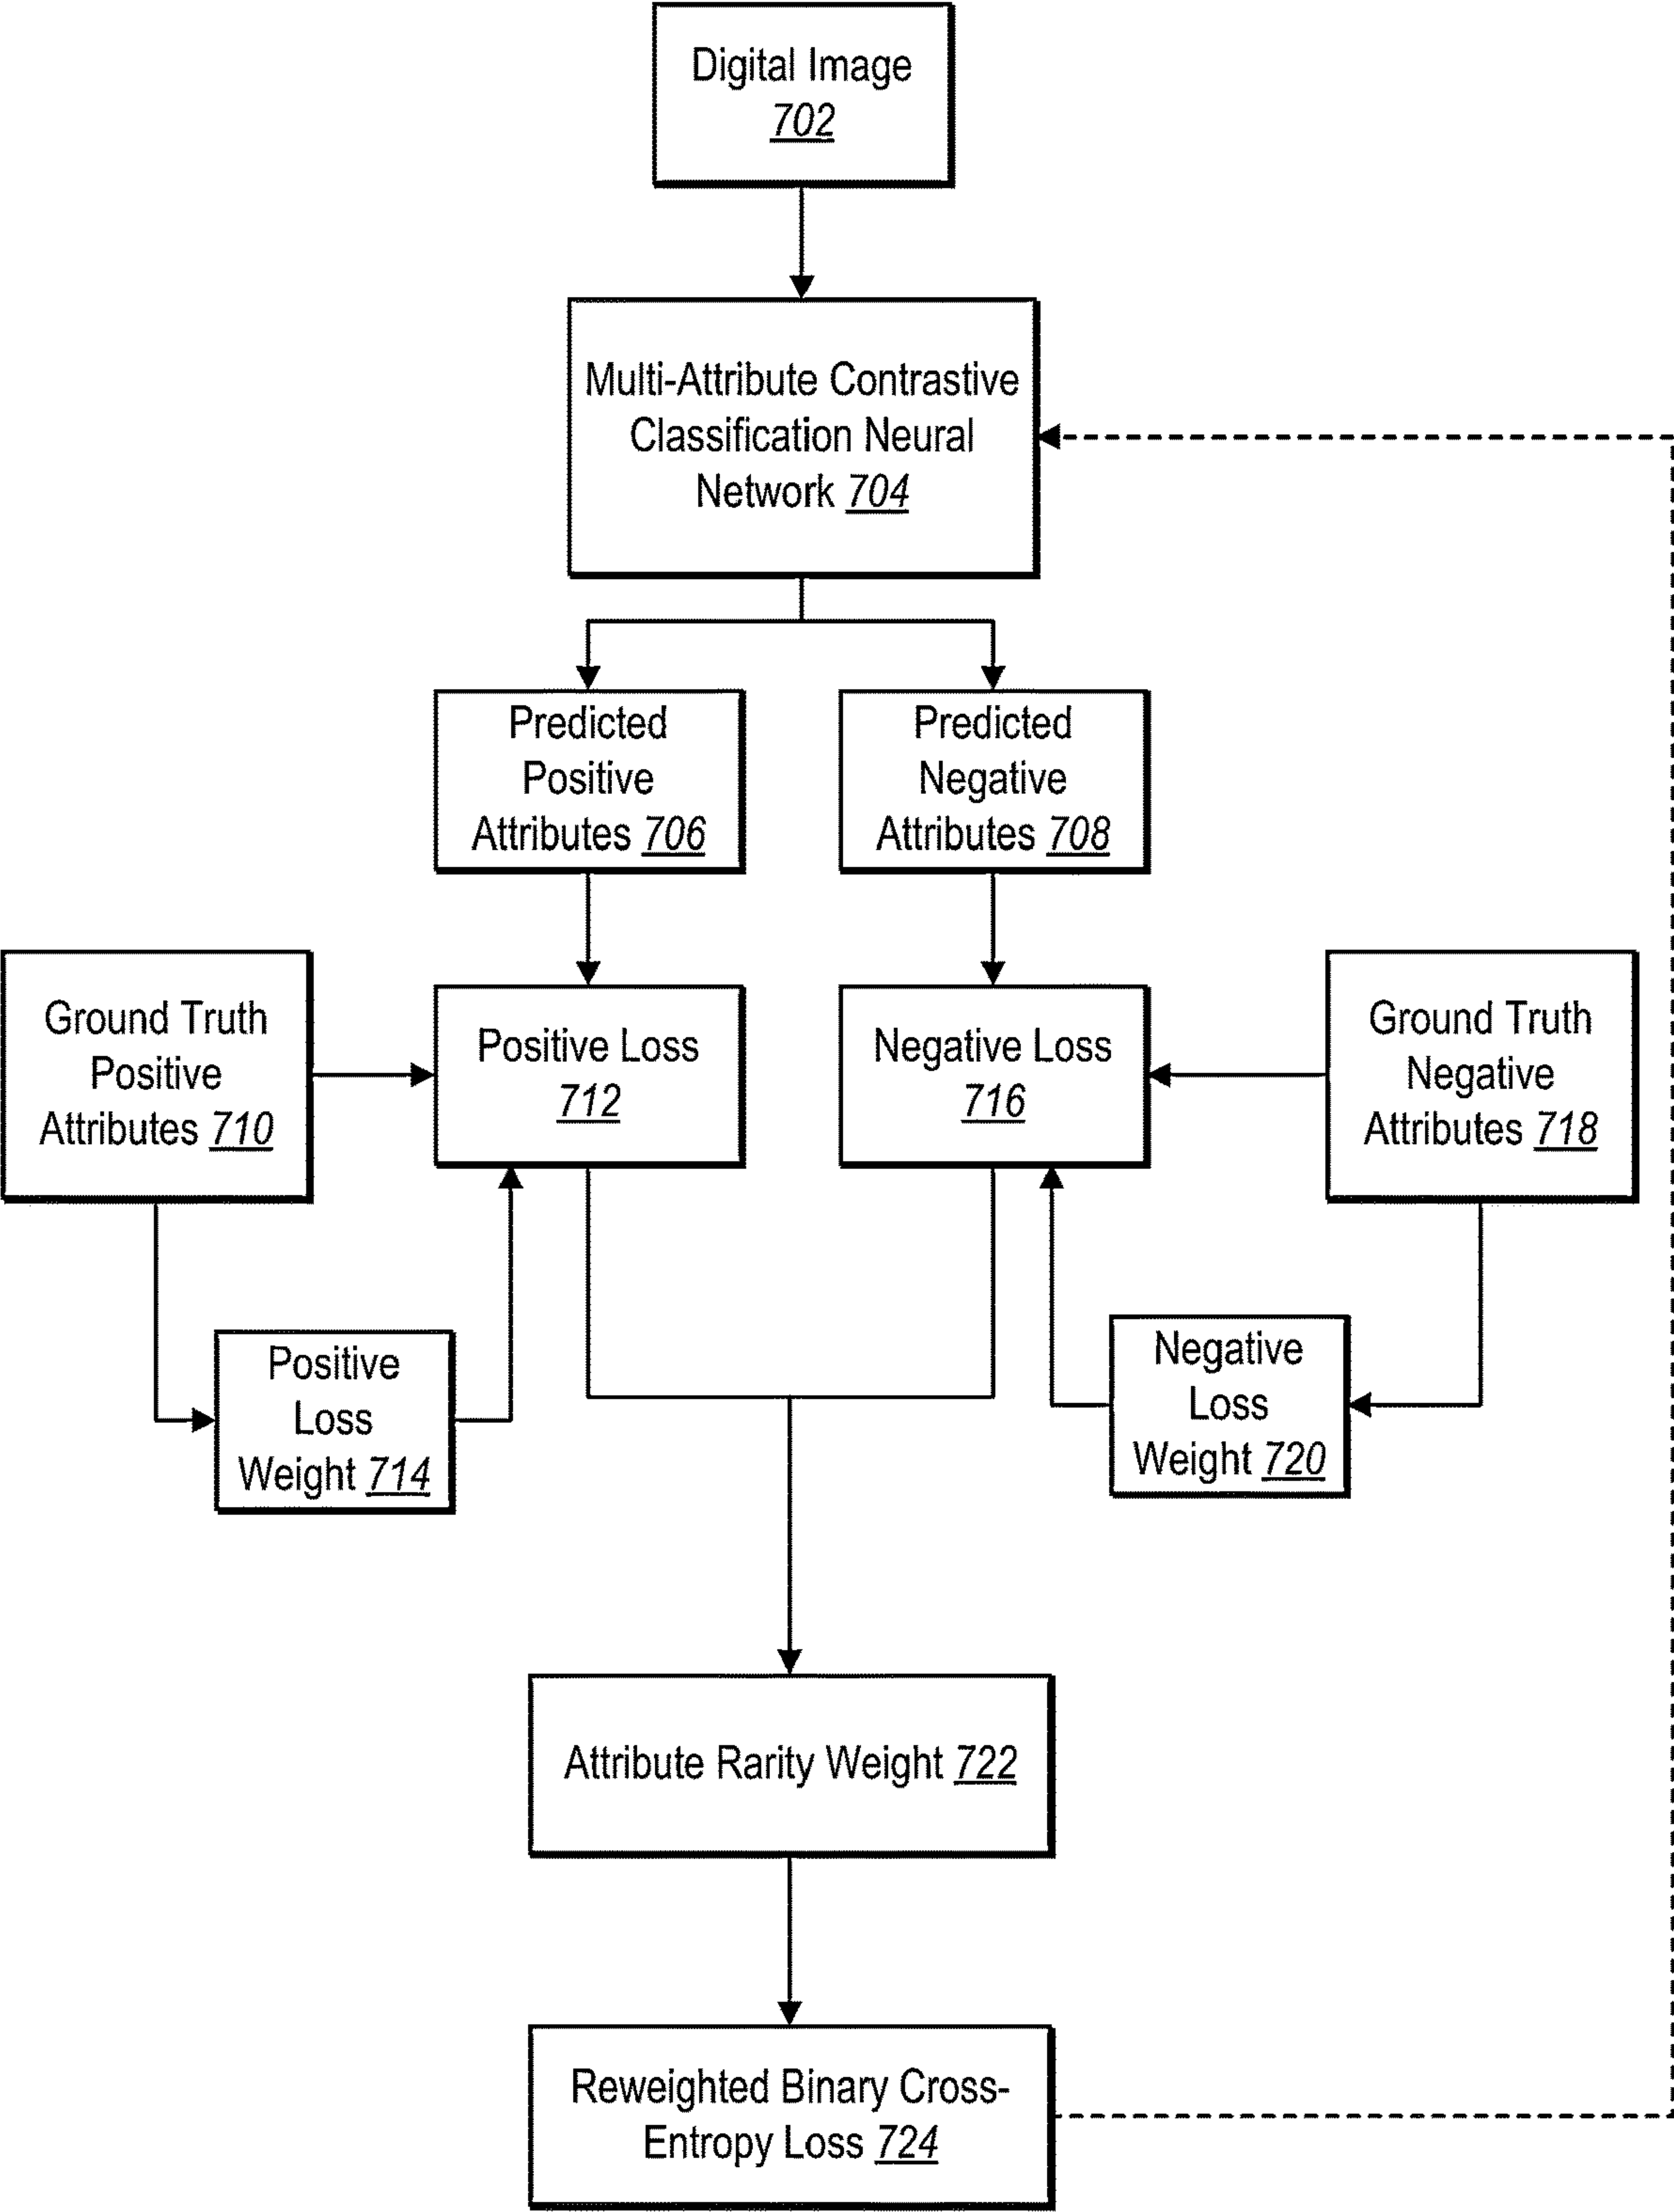 Digital Image
702
Multi-Attribute Contrastive
Classification Neural
Network 704
Predicted
Positive
Attributes 706
Predicted
Negative
Attributes 708
Ground Truth
Positive
Attributes 710
Positive Loss
712
Negative Loss
716
Ground Truth
Negative
Attributes 718
Positive
Loss
Weight 714
Negative
Loss
Weight 720
Attribute Rarity Weight 722
Reweighted Binary Cross-
Entropy Loss 724